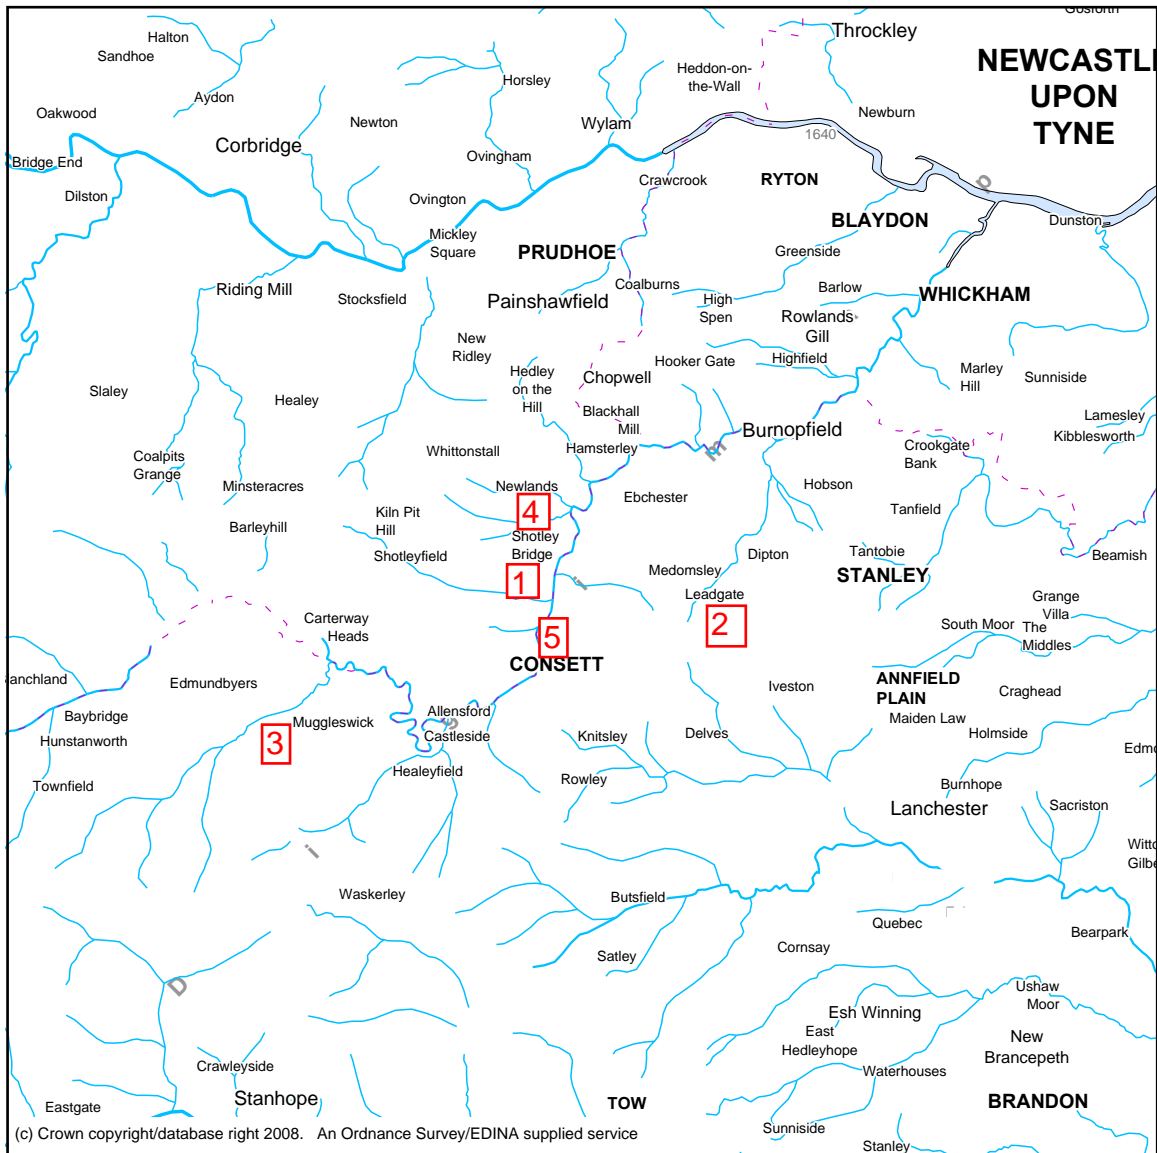 Gosforth
Halton
Throckley
Sandhoe
NEWCASTL
Heddon-on-
the-Wall
Horsley
UPON
Aydon
Oakwood
Newburn
Newton
Wylam
1640
TYNE
Corbridge
Bridge End
Ovingham
Crawcrook
RYTON
p
Dilston
Ovington
BLAYDON
Dunston
Mickley
Square
PRUDHOE
Greenside
Coalburns
Riding Mill
Stocksfield
Painshawfield
High
Spen
Barlow
WHICKHAM
Rowlands
Gill
New
Ridley
Hooker Gate
Highfield
Hedley
on the
Hill
Chopwell
Marley
Hill
Sunniside
Slaley
Healey
Blackhall
Mill
Lamesley
Burnopfield
Kibblesworth
Whittonstall
Hamsterley
m
Crookgate
Bank
Coalpits
Grange
Minsteracres
Newlands
Ebchester
Hobson
4
Kiln Pit
Hill
Tanfield
Barleyhill
Shotley
Bridge
Shotleyfield
Dipton
Tantobie
Beamish
1
i
Medomsley
STANLEY
Leadgate
Grange
Villa
Carterway
Heads
5
2
South Moor
The
Middles
CONSETT
anchland
Edmundbyers
Iveston
ANNFIELD
PLAIN
Craghead
Baybridge
Muggleswick
Allensford
s
Maiden Law
Hunstanworth
3
Castleside
Knitsley
Delves
Holmside
Edmo
Townfield
Healeyfield
Rowley
Burnhope
Lanchester
Sacriston
i
Witto
Gilbe
Waskerley
Butsfield
Quebec
Bearpark
Satley
Cornsay
D
Ushaw
Moor
Esh Winning
East
Hedleyhope
New
Brancepeth
Crawleyside
Waterhouses
Stanhope
TOW
BRANDON
Eastgate
Sunniside
(c) Crown copyright/database right 2008. An Ordnance Survey/EDINA supplied service
Stanley